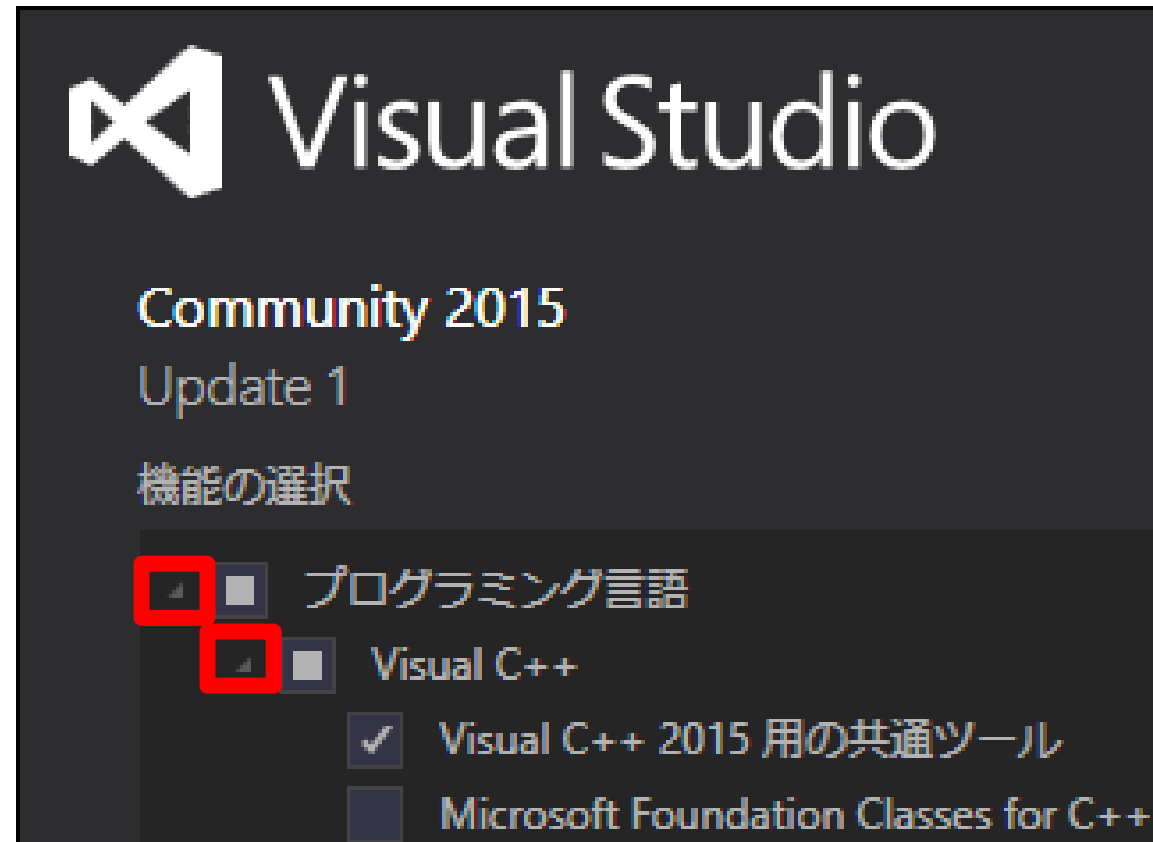 Visual Studio
Community 2015
Update 1
機能の選択
プログラミング言語
Visual C++
Visual C++ 2015 用の共通ツール
Microsoft Foundation Classes for C++